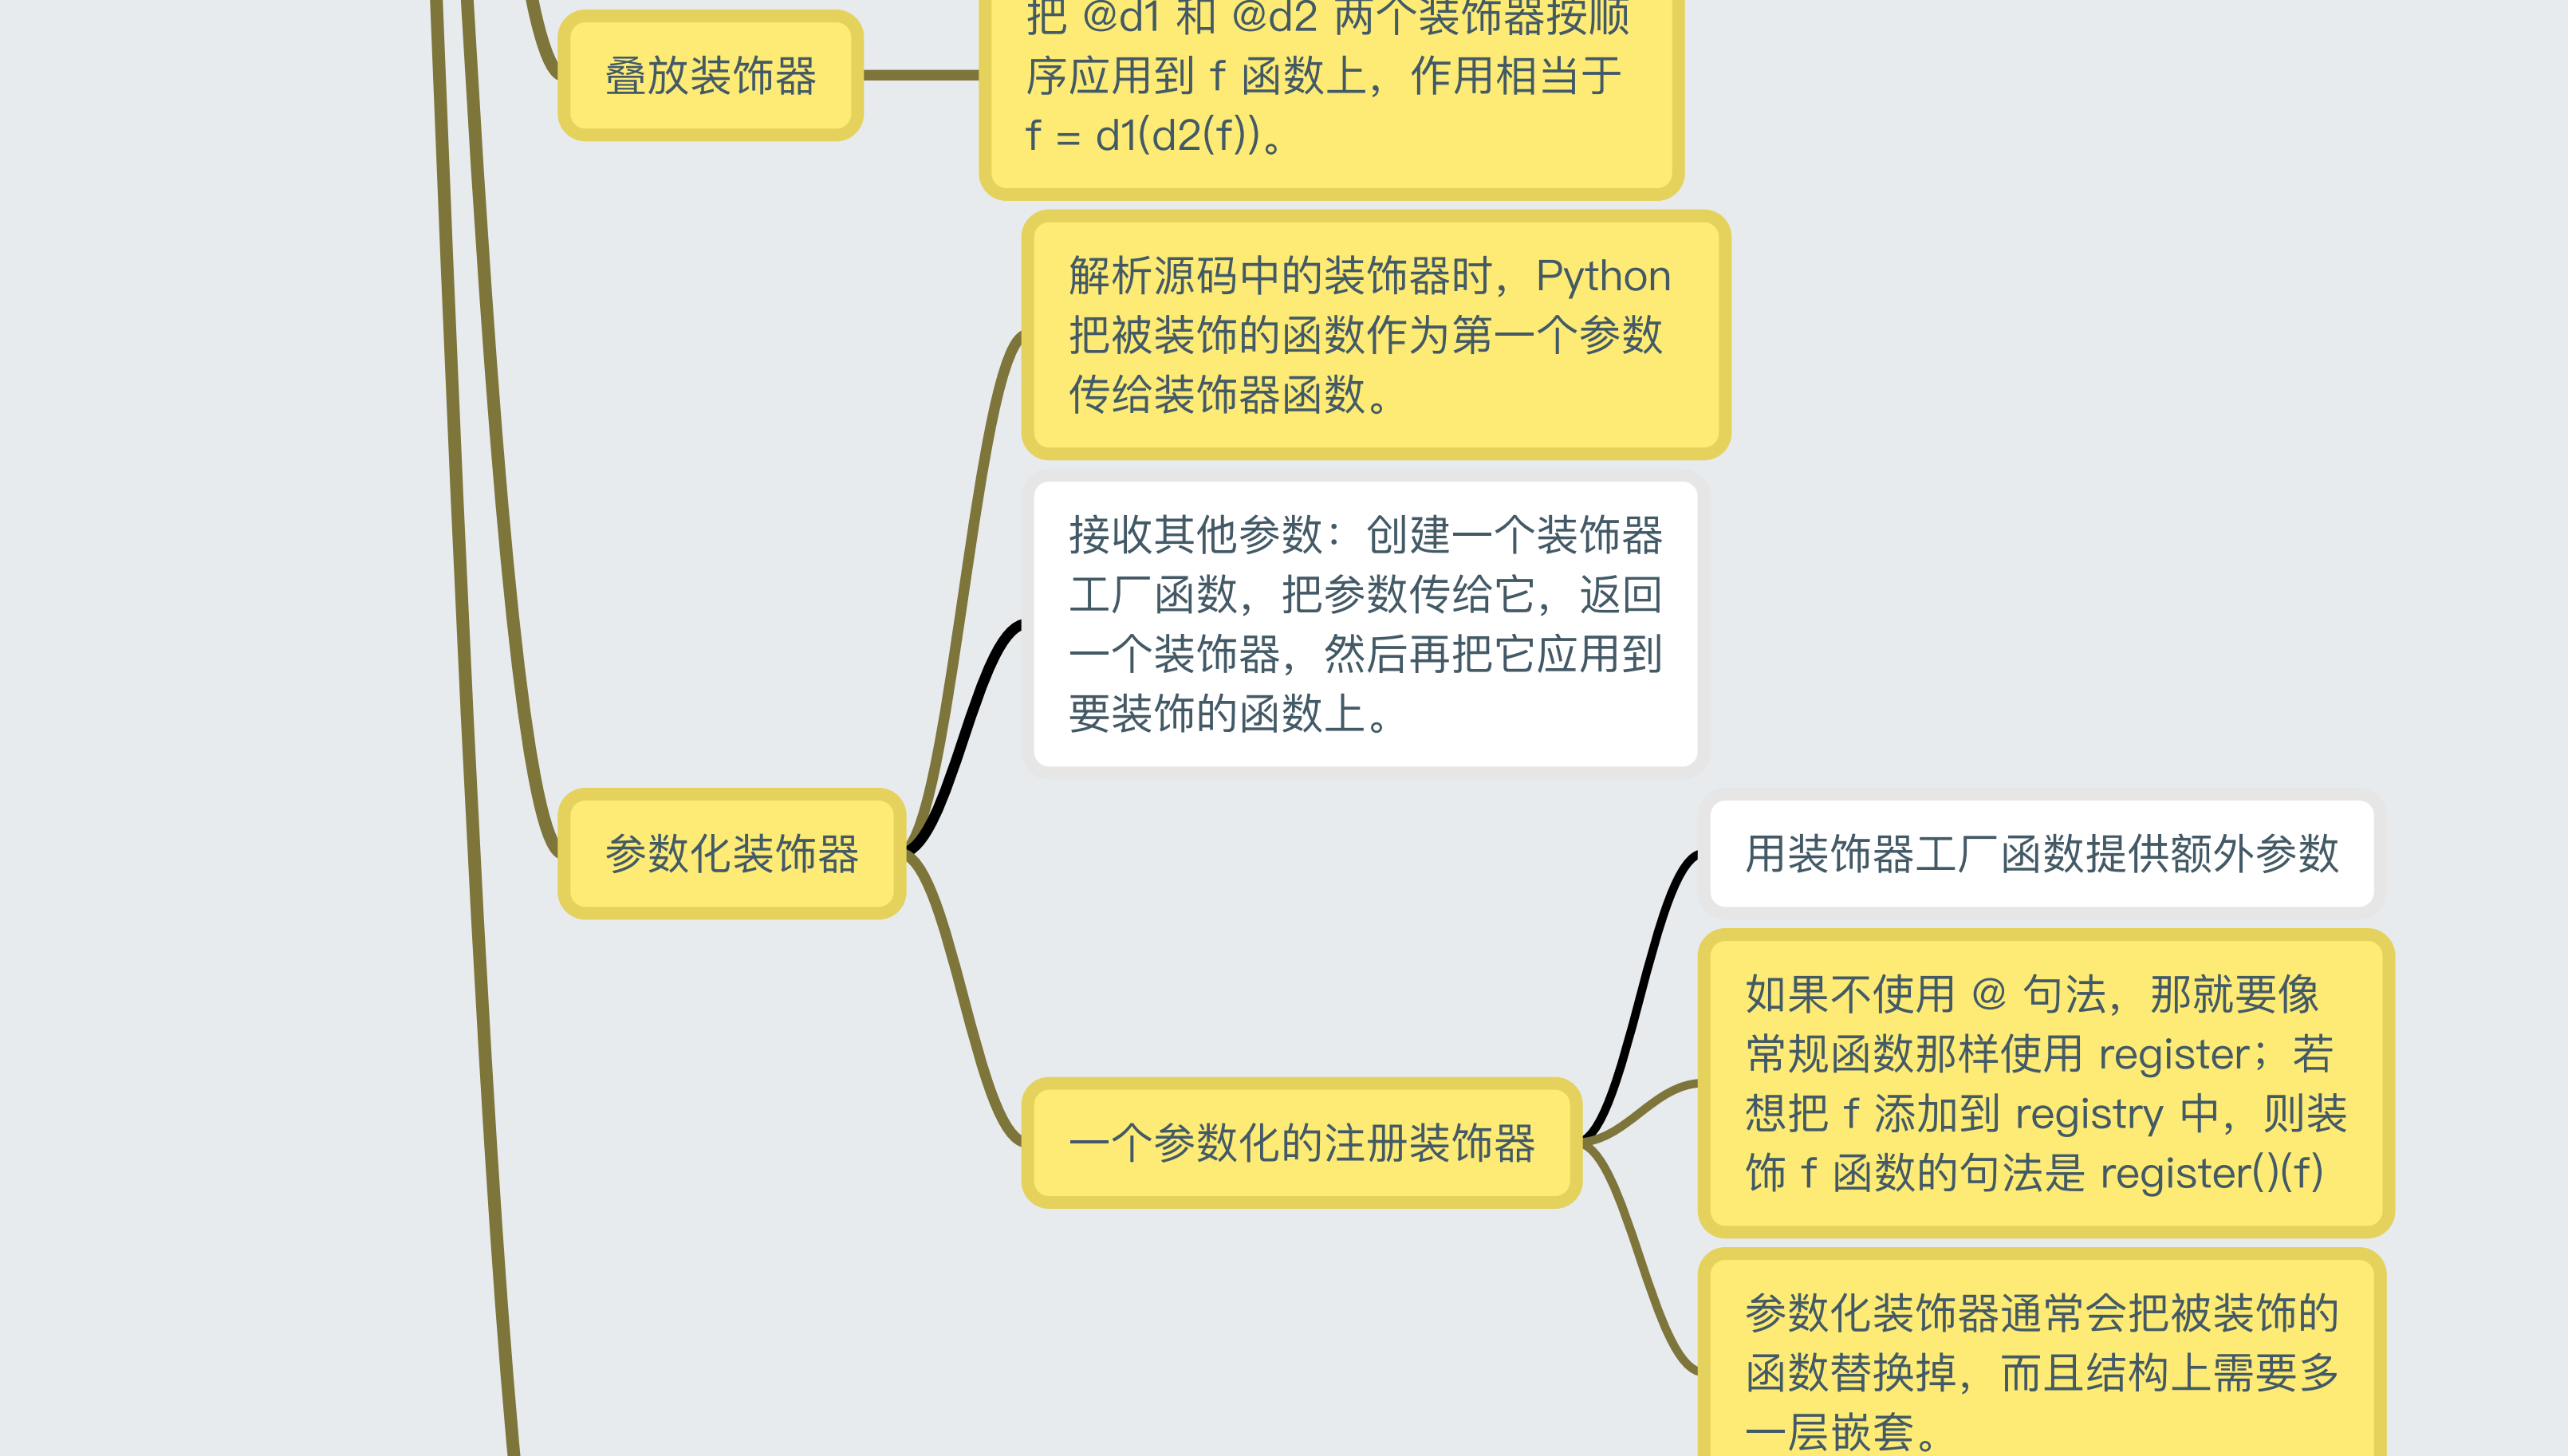 叠放装饰器
把 @d1 和 @d2 两个装饰器按顺
序应用到 f 函数上，作用相当于
f = d1(d2(f))。
参数化装饰器
解析源码中的装饰器时，Python
把被装饰的函数作为第一个参数
传给装饰器函数。
接收其他参数：创建一个装饰器
工厂函数，把参数传给它，返回
一个装饰器，然后再把它应用到
要装饰的函数上。
一个参数化的注册装饰器
用装饰器工厂函数提供额外参数
如果不使用 @ 句法，那就要像
常规函数那样使用 register；若
想把 f 添加到 registry 中，则装
饰 f 函数的句法是 register()(f)
参数化装饰器通常会把被装饰的
函数替换掉，而且结构上需要多
一层嵌套。